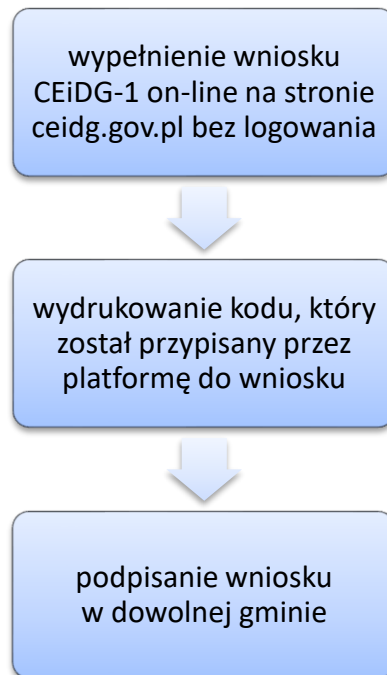 wypełnienie wniosku
CEiDG-1 on-line na stronie
ceidg.gov.pl bez logowania
wydrukowanie kodu, który
został przypisany przez
platformę do wniosku
podpisanie wniosku
w dowolnej gminie